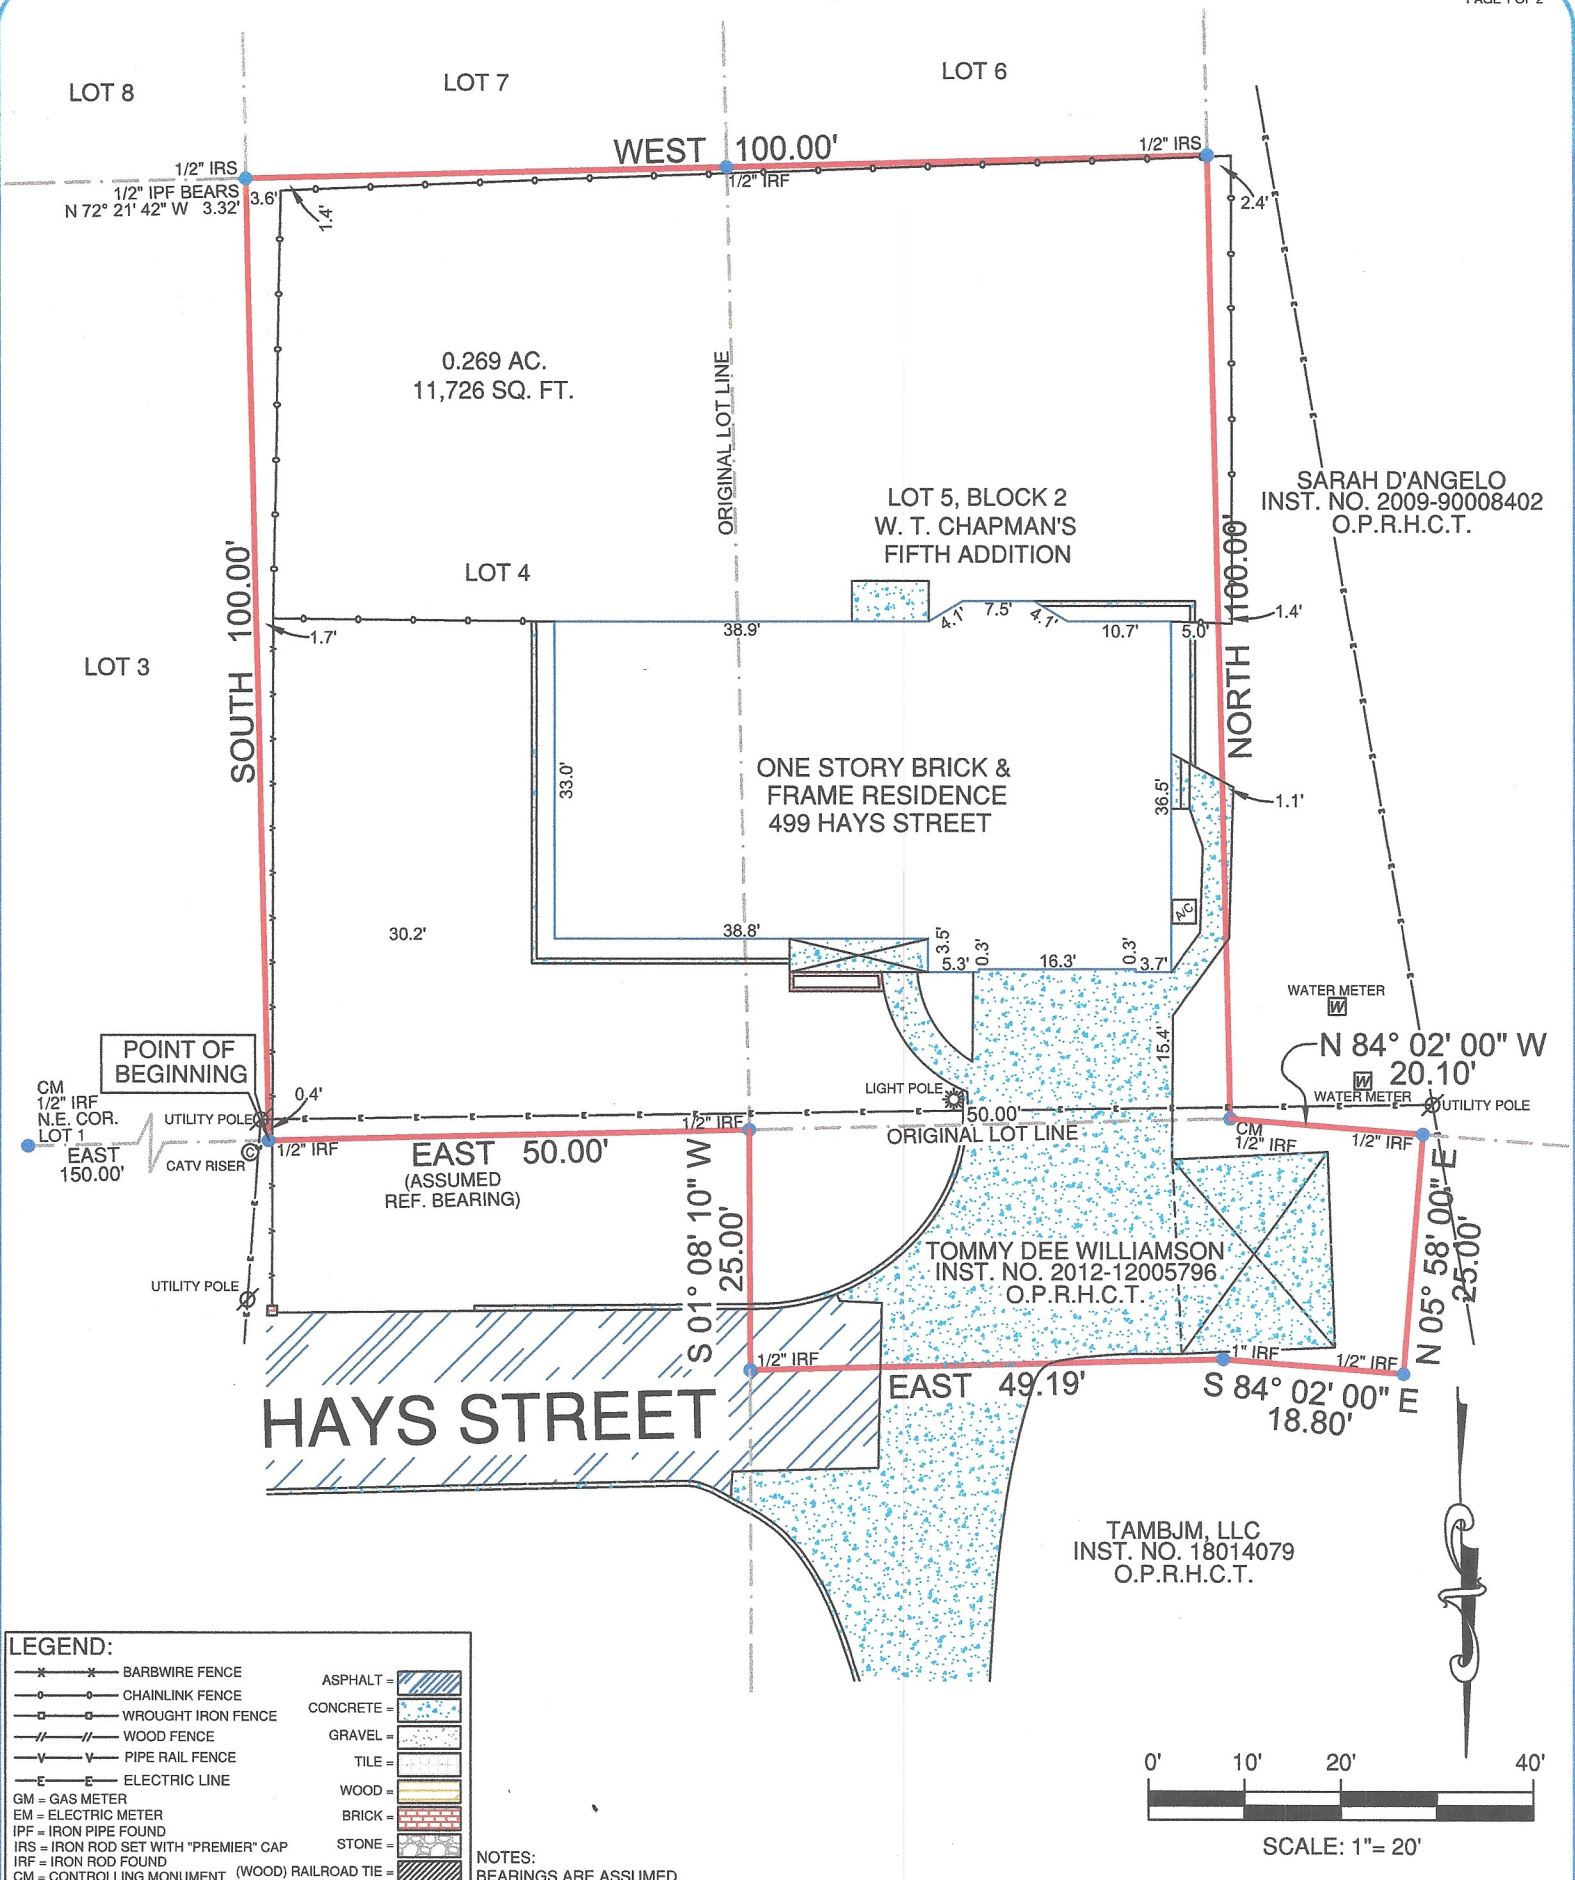 PAGE 1 OF 2
LOT 8
LOT 7
LOT 6
WEST 100.00'
1/2" IRS
1/2" IRS
1/2" IPF BEARS
N 72° 21' 42" W 3.32'
3.6'
1.4'
1/2" IRF
2.4'
0.269 AC.
11,726 SQ. FT.
ORIGINAL LOT LINE
SARAH D'ANGELO
INST. NO. 2009-90008402
O.P.R.H.C.T.
LOT 5, BLOCK 2
W. T. CHAPMAN'S
FIFTH ADDITION
LOT 4
SOUTH 100.00'
NORTH 100.00'
1.7'
38.9'
4.1'
7.5'
4.1'
10.7'
5.0'
1.4'
LOT 3
33.0'
ONE STORY BRICK &
FRAME RESIDENCE
499 HAYS STREET
36.5'
1.1'
A/C
30.2'
38.8'
3.5'
5.3'
0.3'
16.3'
0.3'
3.7'
WATER METER
W
15.4'
N 84° 02' 00" W
20.10'
W
WATER METER
UTILITY POLE
POINT OF
BEGINNING
0.4'
LIGHT POLE
CM
1/2" IRF
N.E. COR.
LOT 1
EAST
150.00'
UTILITY POLE
C
CATV RISER
1/2" IRF
EAST 50.00'
(ASSUMED
REF. BEARING)
1/2" IRF
50.00'
ORIGINAL LOT LINE
CM
1/2" IRF
1/2" IRF
S 01° 08' 10" W
25.00'
N 05° 58' 00" E
25.00'
TOMMY DEE WILLIAMSON
INST. NO. 2012-12005796
O.P.R.H.C.T.
UTILITY POLE
1/2" IRF
1" IRF
1/2" IRF
EAST 49.19'
S 84° 02' 00" E
18.80'
HAYS STREET
TAMBJM, LLC
INST. NO. 18014079
O.P.R.H.C.T.
LEGEND:
BARBWIRE FENCE
CHAINLINK FENCE
WROUGHT IRON FENCE
WOOD FENCE
PIPE RAIL FENCE
ELECTRIC LINE
GM = GAS METER
EM = ELECTRIC METER
IPF = IRON PIPE FOUND
IRS = IRON ROD SET WITH "PREMIER" CAP
IRF = IRON ROD FOUND
CM = CONTROLLING MONUMENT
ASPHALT =
CONCRETE =
GRAVEL =
TILE =
WOOD =
BRICK =
STONE =
(WOOD) RAILROAD TIE =
NOTES:
BEARINGS ARE ASSUMED
0' 10' 20' 40'
SCALE: 1"= 20'